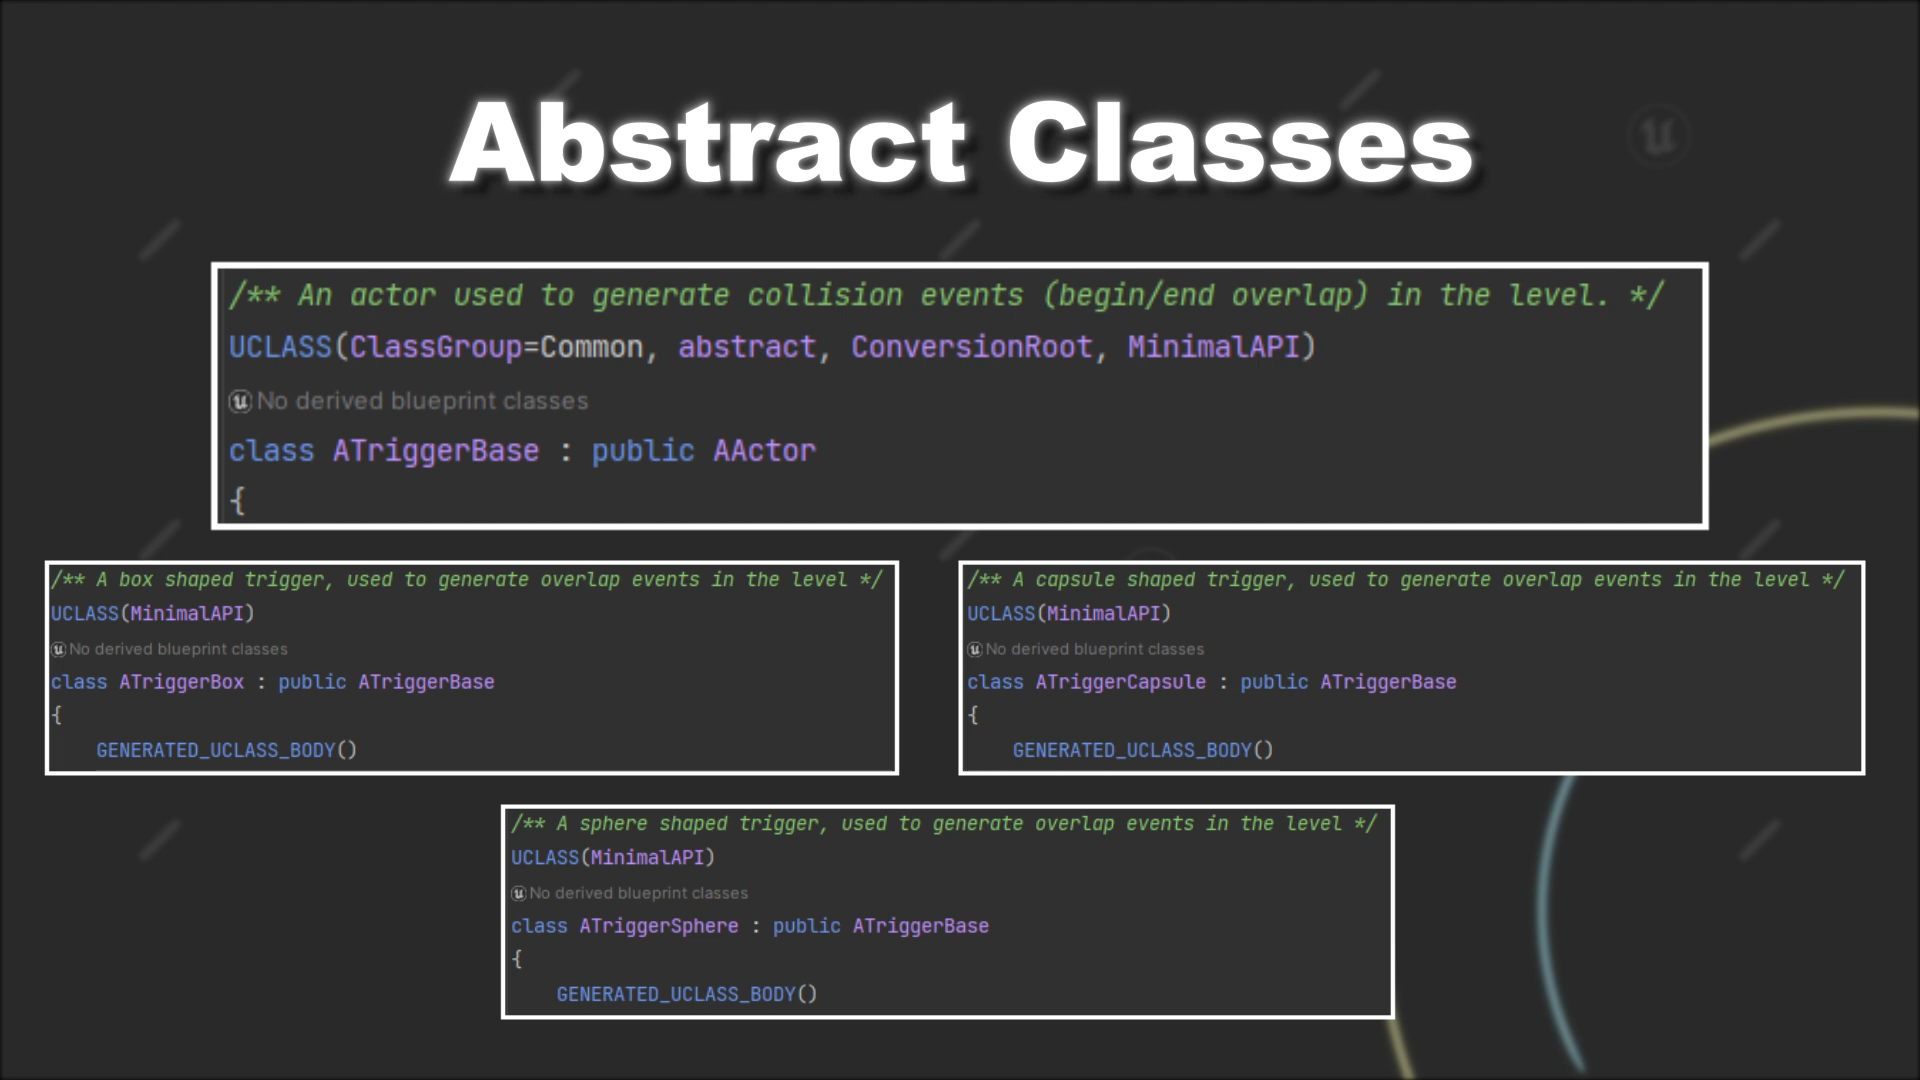 Abstract Classes
/** An actor used to generate collision events (begin/end overlap) in the level. */
UCLASS(ClassGroup=Common, abstract, ConversionRoot, MinimalAPI)
No derived blueprint classes
class ATriggerBase : public AActor
{
/** A box shaped trigger, used to generate overlap events in the level */
UCLASS(MinimalAPI)
No derived blueprint classes
class ATriggerBox : public ATriggerBase
{
GENERATED_UCLASS_BODY()
/** A capsule shaped trigger, used to generate overlap events in the level */
UCLASS(MinimalAPI)
No derived blueprint classes
class ATriggerCapsule : public ATriggerBase
{
GENERATED_UCLASS_BODY()
/** A sphere shaped trigger, used to generate overlap events in the level */
UCLASS(MinimalAPI)
No derived blueprint classes
class ATriggerSphere : public ATriggerBase
{
GENERATED_UCLASS_BODY()